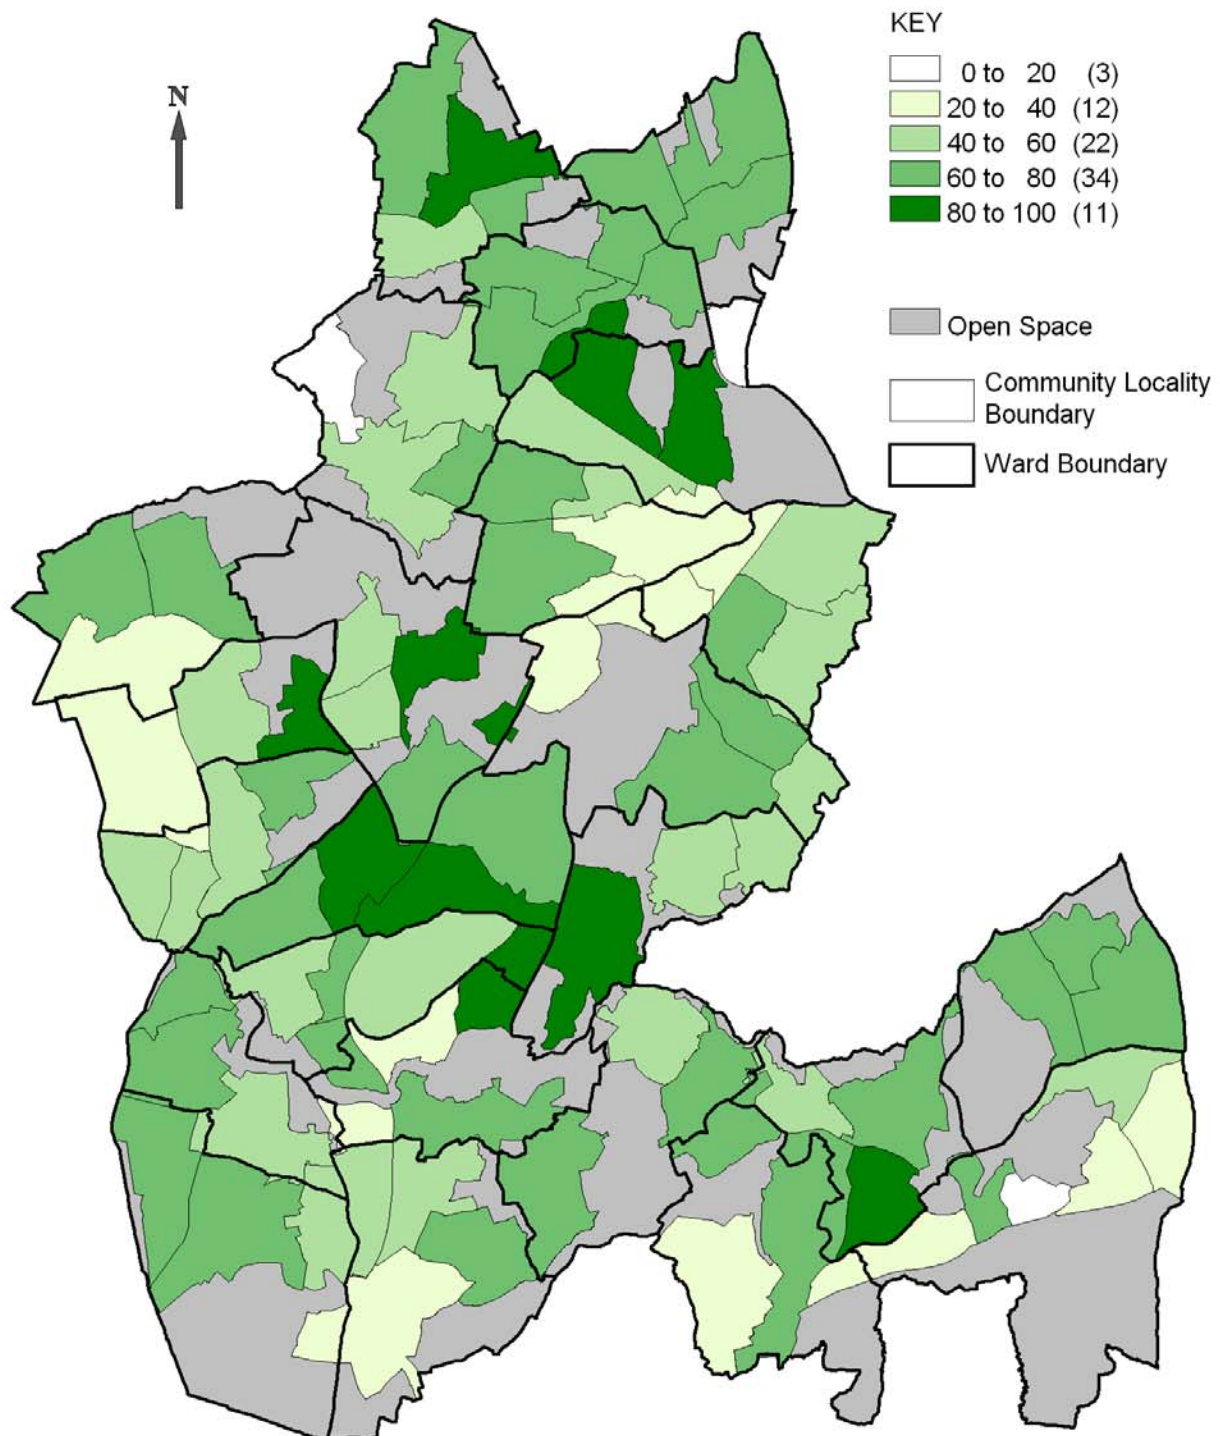 KEY
N
0 to 20 (3)
20 to 40 (12)
40 to 60 (22)
60 to 80 (34)
80 to 100 (11)
Open Space
Community Locality
Boundary
Ward Boundary